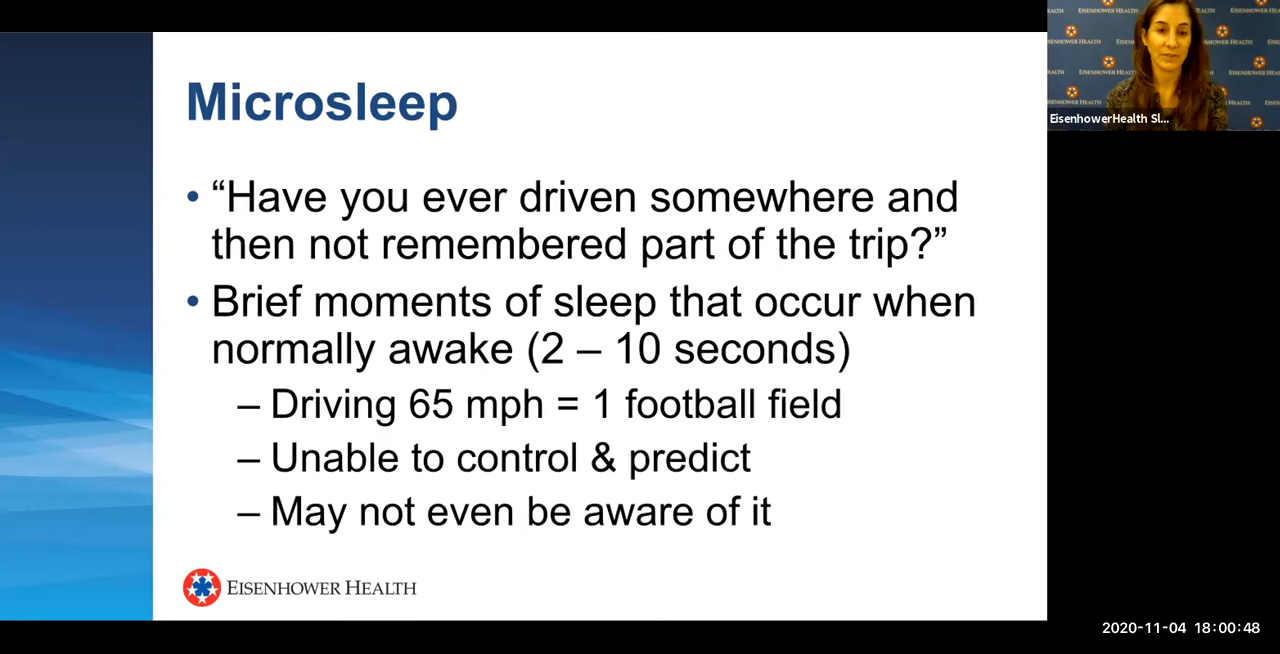 Microsleep
• “Have you ever driven somewhere and
then not remembered part of the trip?”
• Brief moments of sleep that occur when
normally awake (2 – 10 seconds)
– Driving 65 mph = 1 football field
– Unable to control & predict
– May not even be aware of it
EISENHOWER HEALTH
EisenhowerHealth Sl...
2020-11-04 18:00:48